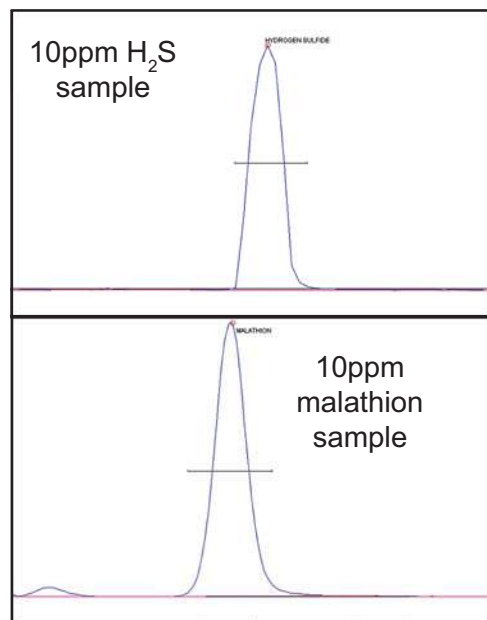 10ppm H₂S
sample
HYDROGEN SULFIDE
MALATHION
10ppm
malathion
sample